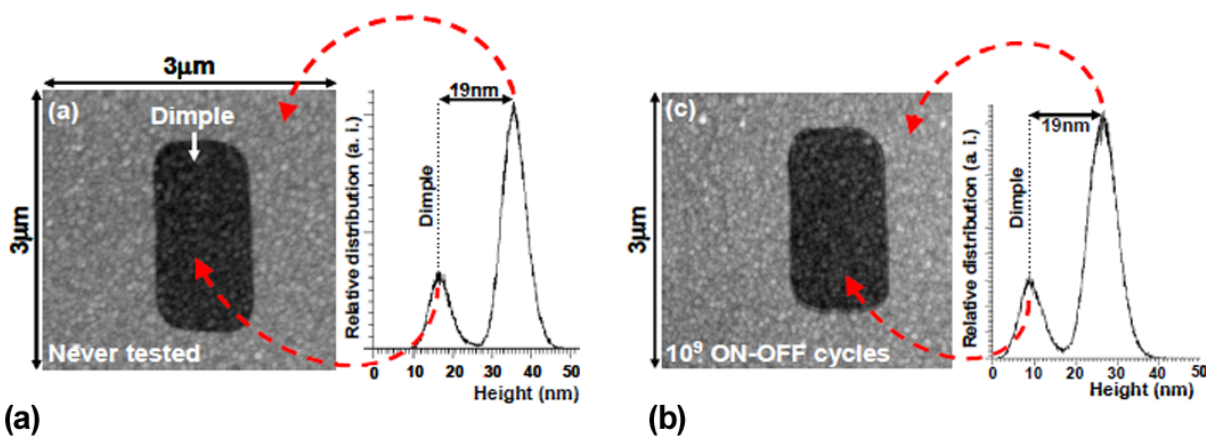 3μm
3μm
(a)
Dimple
Never tested
Relative distribution (a. i.)
19nm
Dimple
0 10 20 30 40 50
Height (nm)
(a)
3μm
(c)
10⁹ ON-OFF cycles
Relative distribution (a. i.)
19nm
Dimple
0 10 20 30 40 50
Height (nm)
(b)